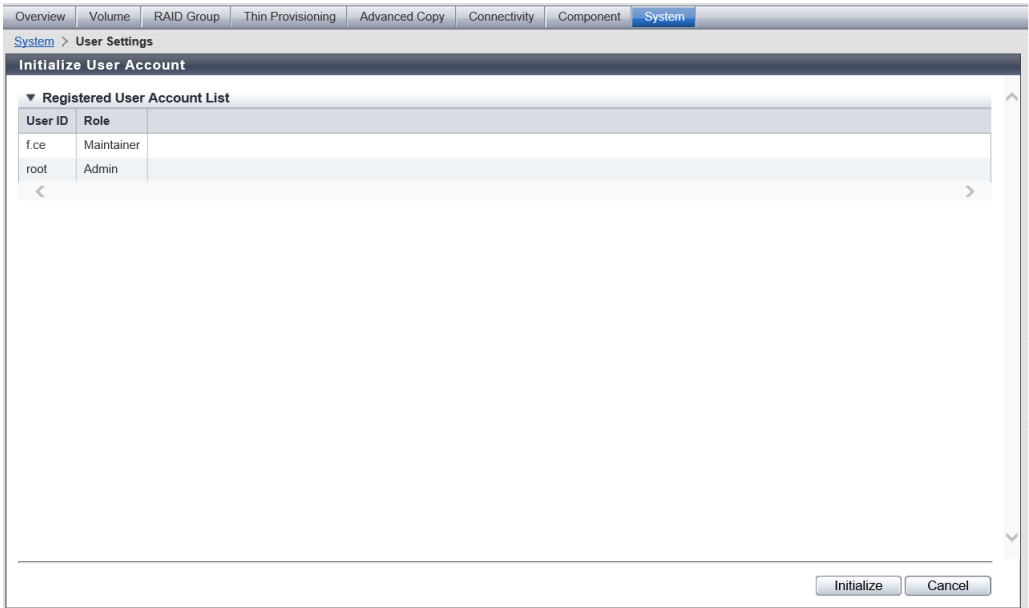 Overview Volume RAID Group Thin Provisioning Advanced Copy Connectivity Component System
System > User Settings
Initialize User Account
Registered User Account List
User ID Role
f.ce Maintainer
root Admin
Initialize Cancel